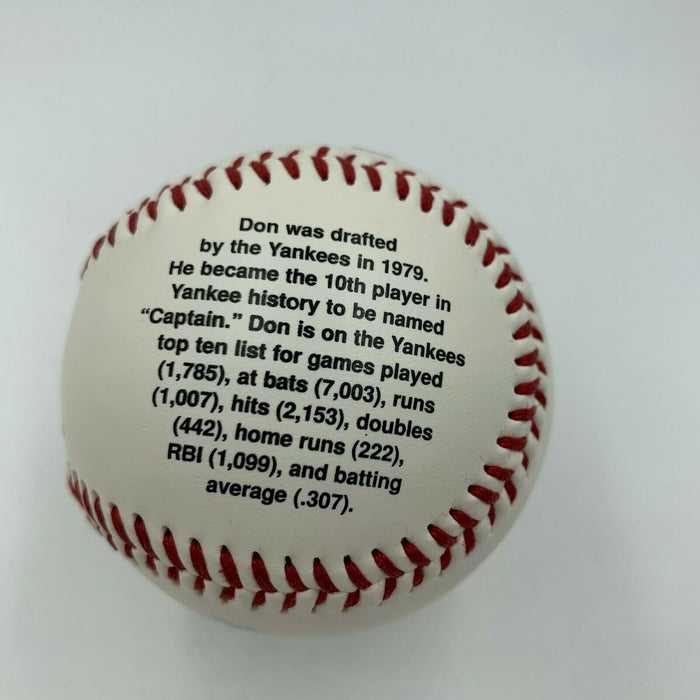 Don was drafted
by the Yankees in 1979.
He became the 10th player in
Yankee history to be named
“Captain.” Don is on the Yankees
top ten list for games played
(1,785), at bats (7,003), runs
(1,007), hits (2,153), doubles
(442), home runs (222),
RBI (1,099), and batting
average (.307).